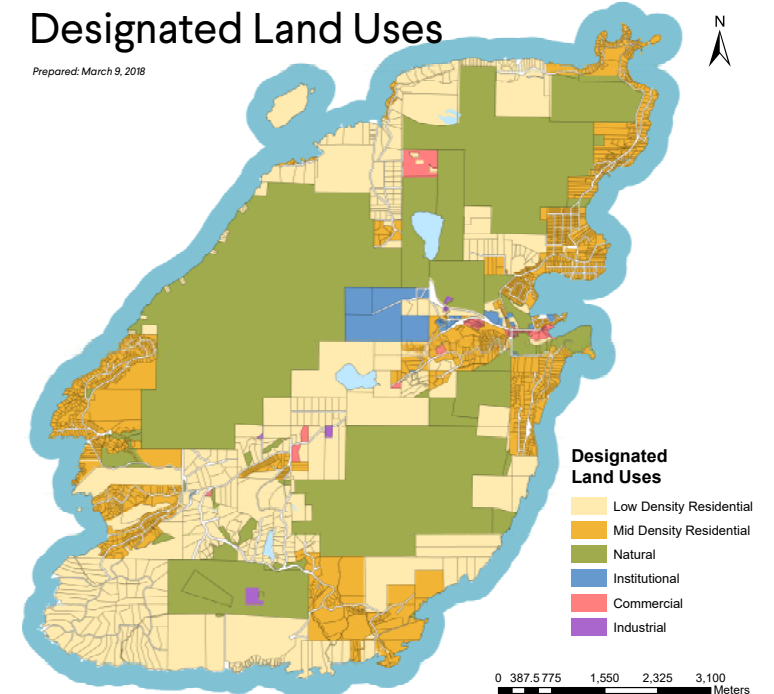 Designated Land Uses
Prepared: March 9, 2018
N
Designated
Land Uses
Low Density Residential
Mid Density Residential
Natural
Institutional
Commercial
Industrial
0 387.5 775 1,550 2,325 3,100
Meters